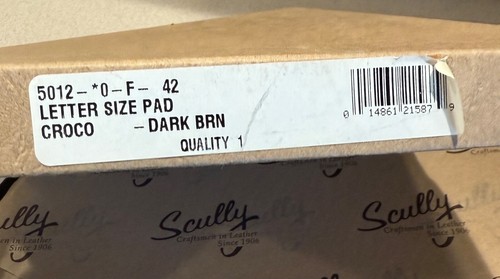 5012-*0-F- 42
LETTER SIZE PAD
CROCO -DARK BRN
QUALITY 1
0 14861 21587 9
Scully
Craftsmen in Leather
Since 1906
Scully
Craftsmen in Leather
Since 1906
Scully
in Leather
Since 1906